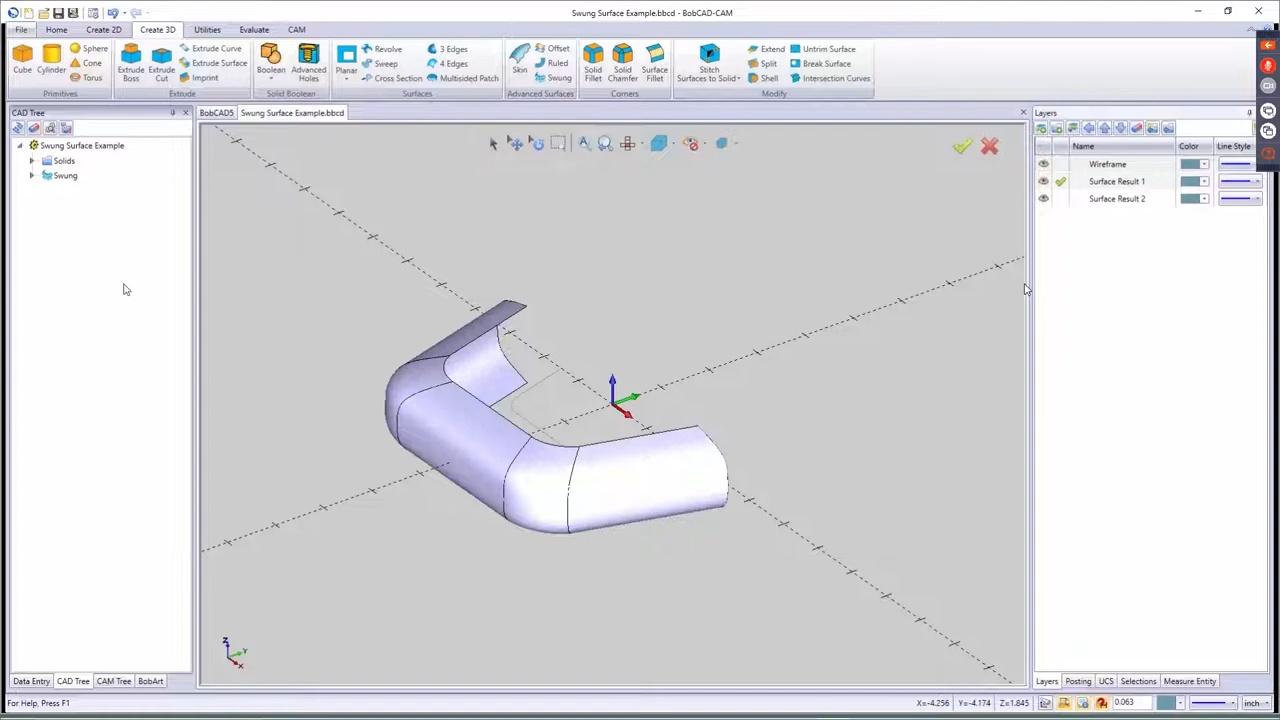 Swung Surface Example.bbcd - BobCAD-CAM
File Home Create 2D Create 3D Utilities Evaluate CAM
Cube
Cylinder
Sphere
Cone
Torus
Primitives
Extrude Boss
Extrude Cut
Extrude Curve
Extrude Surface
Imprint
Extrude
Boolean
Advanced Holes
Solid Boolean
Planar
Revolve
Sweep
Cross Section
3 Edges
4 Edges
Multisided Patch
Surfaces
Skin
Offset
Ruled
Swung
Advanced Surfaces
Solid Fillet
Solid Chamfer
Surface Fillet
Corners
Stitch Surfaces to Solid
Extend
Split
Shell
Untrim Surface
Break Surface
Intersection Curves
Modify
CAD Tree
BobCAD5 Swung Surface Example.bbcd
Layers
Swung Surface Example
Solids
Swung
Name Color Line Style
Wireframe
Surface Result 1
Surface Result 2
Z
Y
X
Data Entry CAD Tree CAM Tree BobArt
Layers Posting UCS Selections Measure Entity
For Help, Press F1
X=-4.256 Y=-4.174 Z=1.845 0.063 inch